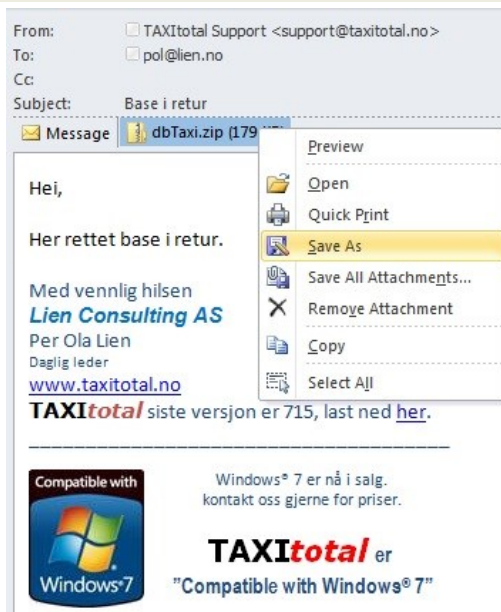 From: TAXItotal Support <support@taxitotal.no>
To: pol@lien.no
Cc:
Subject: Base i retur
Message dbTaxi.zip (179
Preview
Open
Quick Print
Save As
Save All Attachments...
Remove Attachment
Copy
Select All
Hei,
Her rettet base i retur.
Med vennlig hilsen
Lien Consulting AS
Per Ola Lien
Daglig leder
www.taxitotal.no
TAXItotal siste versjon er 715, last ned her.
Compatible with
Windows® 7
Windows® 7 er nå i salg.
kontakt oss gjerne for priser.
TAXItotal er
"Compatible with Windows® 7"